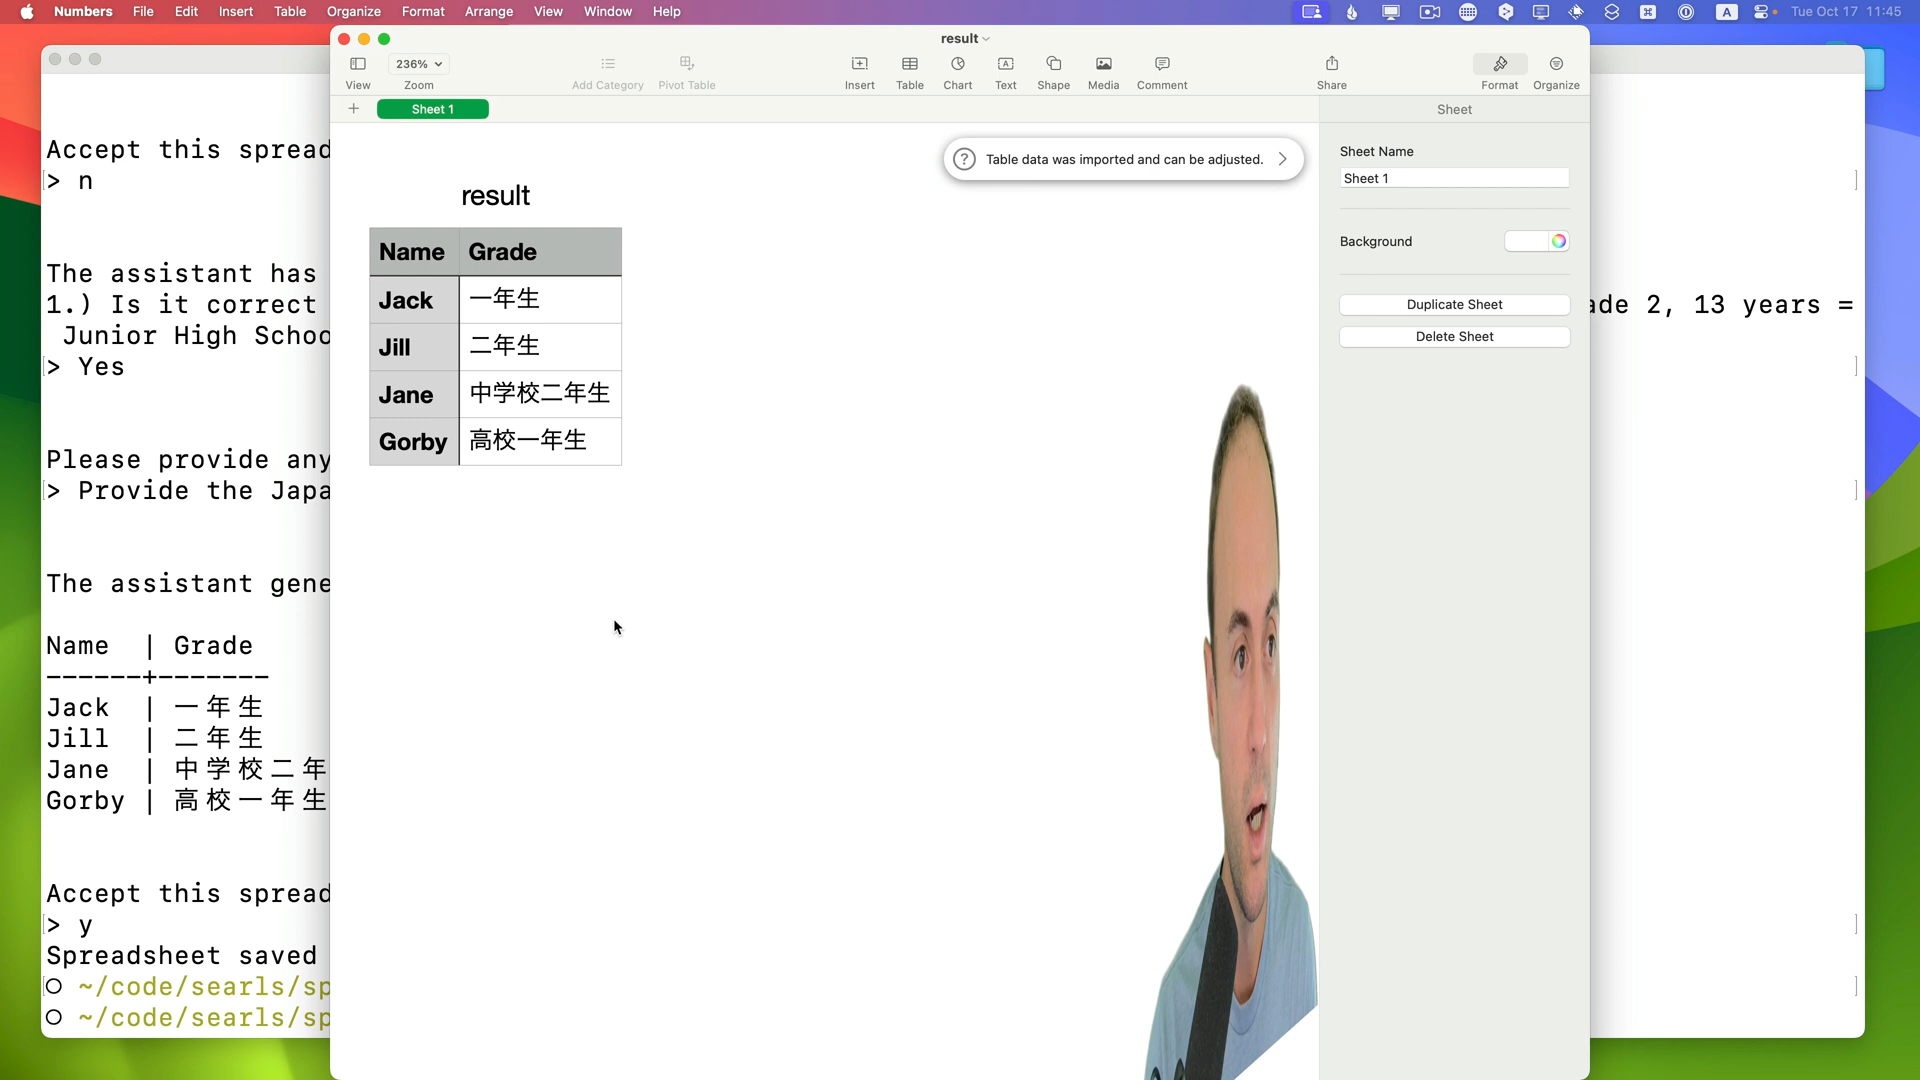 Numbers File Edit Insert Table Organize Format Arrange View Window Help
A Tue Oct 17 11:45
result
236%
View Zoom Add Category Pivot Table Insert Table Chart Text Shape Media Comment Share Format Organize
Sheet 1
Sheet
Table data was imported and can be adjusted.
Sheet Name
Sheet 1
Background
Duplicate Sheet
Delete Sheet
result
Name Grade
Jack 一年生
Jill 二年生
Jane 中学校二年生
Gorby 高校一年生
Accept this spread
> n
The assistant has
1.) Is it correct
ade 2, 13 years =
Junior High Schoo
> Yes
Please provide any
> Provide the Japa
The assistant gene
Name | Grade
------+-------
Jack | 一年生
Jill | 二年生
Jane | 中学校二年
Gorby | 高校一年生
Accept this spread
> y
Spreadsheet saved
~/code/searls/sp
~/code/searls/sp